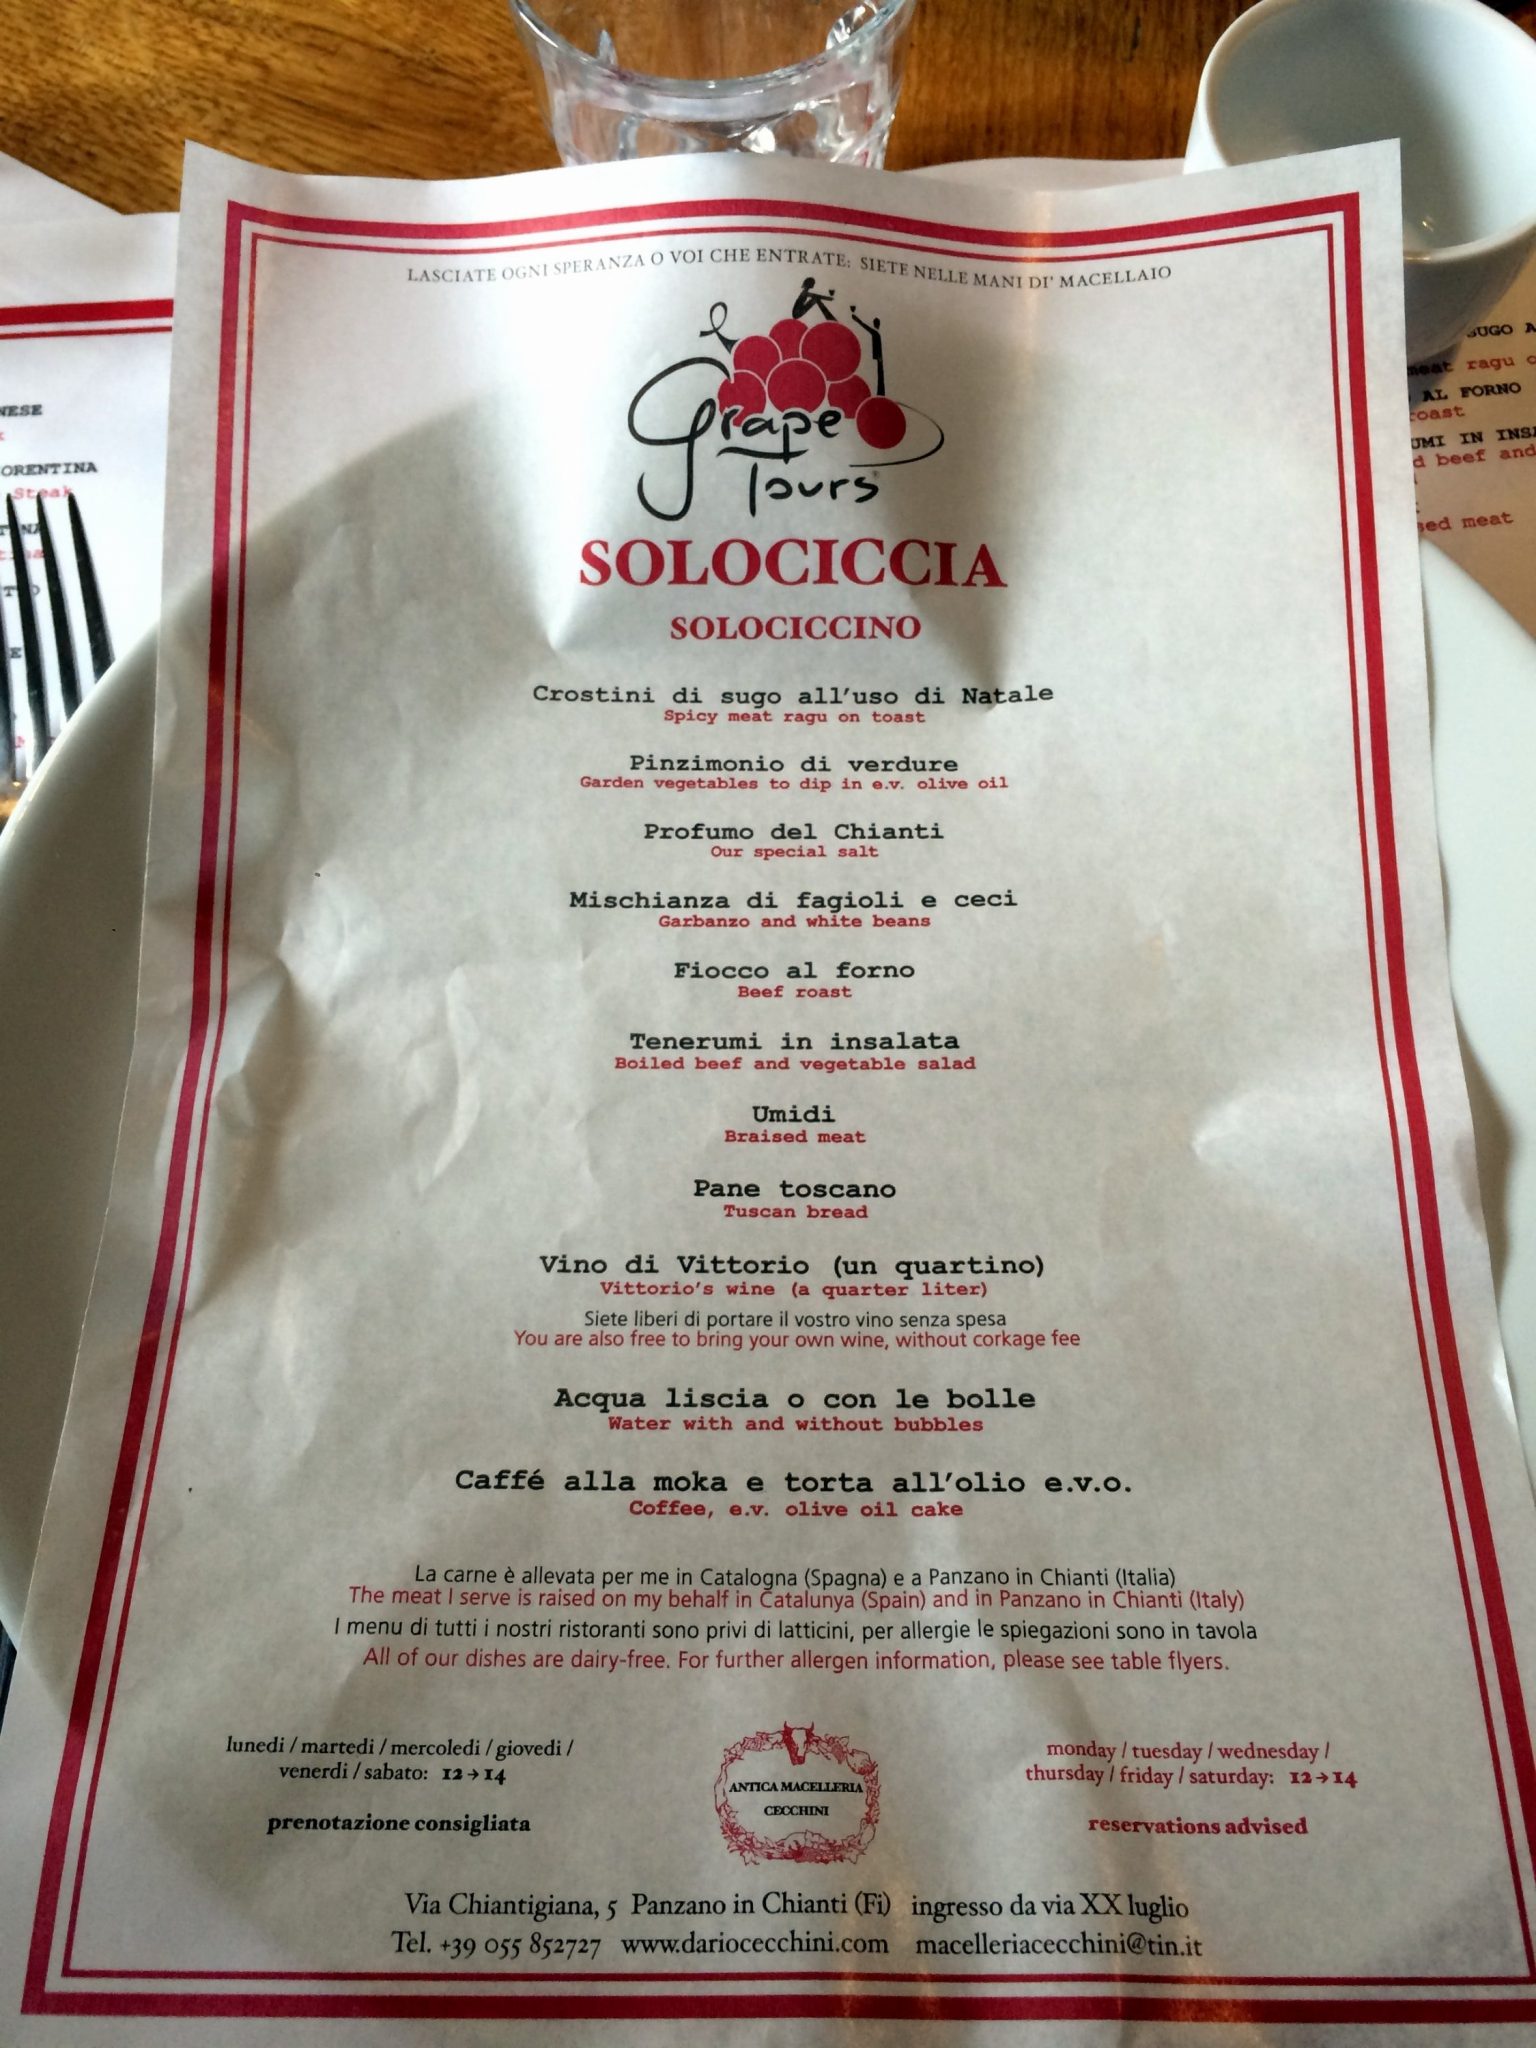 LASCIATE OGNI SPERANZA O VOI CHE ENTRATE: SIETE NELLE MANI DI' MACELLAIO
grape
Tours
SOLOCICCIA
SOLOCICCINO
Crostini di sugo all'uso di Natale
Spicy meat ragu on toast
Pinzimonio di verdure
Garden vegetables to dip in e.v. olive oil
Profumo del Chianti
Our special salt
Mischianza di fagioli e ceci
Garbanzo and white beans
Fiocco al forno
Beef roast
Tenerumi in insalata
Boiled beef and vegetable salad
Umidi
Braised meat
Pane toscano
Tuscan bread
Vino di Vittorio (un quartino)
Vittorio's wine (a quarter liter)
Siete liberi di portare il vostro vino senza spesa
You are also free to bring your own wine, without corkage fee
Acqua liscia o con le bolle
Water with and without bubbles
Caffé alla moka e torta all'olio e.v.o.
Coffee, e.v. olive oil cake
La carne è allevata per me in Catalogna (Spagna) e a Panzano in Chianti (Italia)
The meat I serve is raised on my behalf in Catalunya (Spain) and in Panzano in Chianti (Italy)
I menu di tutti i nostri ristoranti sono privi di latticini, per allergie le spiegazioni sono in tavola
All of our dishes are dairy-free. For further allergen information, please see table flyers.
lunedi / martedi / mercoledi / giovedi /
venerdi / sabato: 12→14
prenotazione consigliata
ANTICA MACELLERIA
CECCHINI
monday / tuesday / wednesday /
thursday / friday / saturday: 12→14
reservations advised
Via Chiantigiana, 5 Panzano in Chianti (Fi) ingresso da via XX luglio
Tel. +39 055 852727 www.dariocecchini.com macelleriacecchini@tin.it
Steak
SUGO
ragu
AL FORNO
IN
beef and
meat